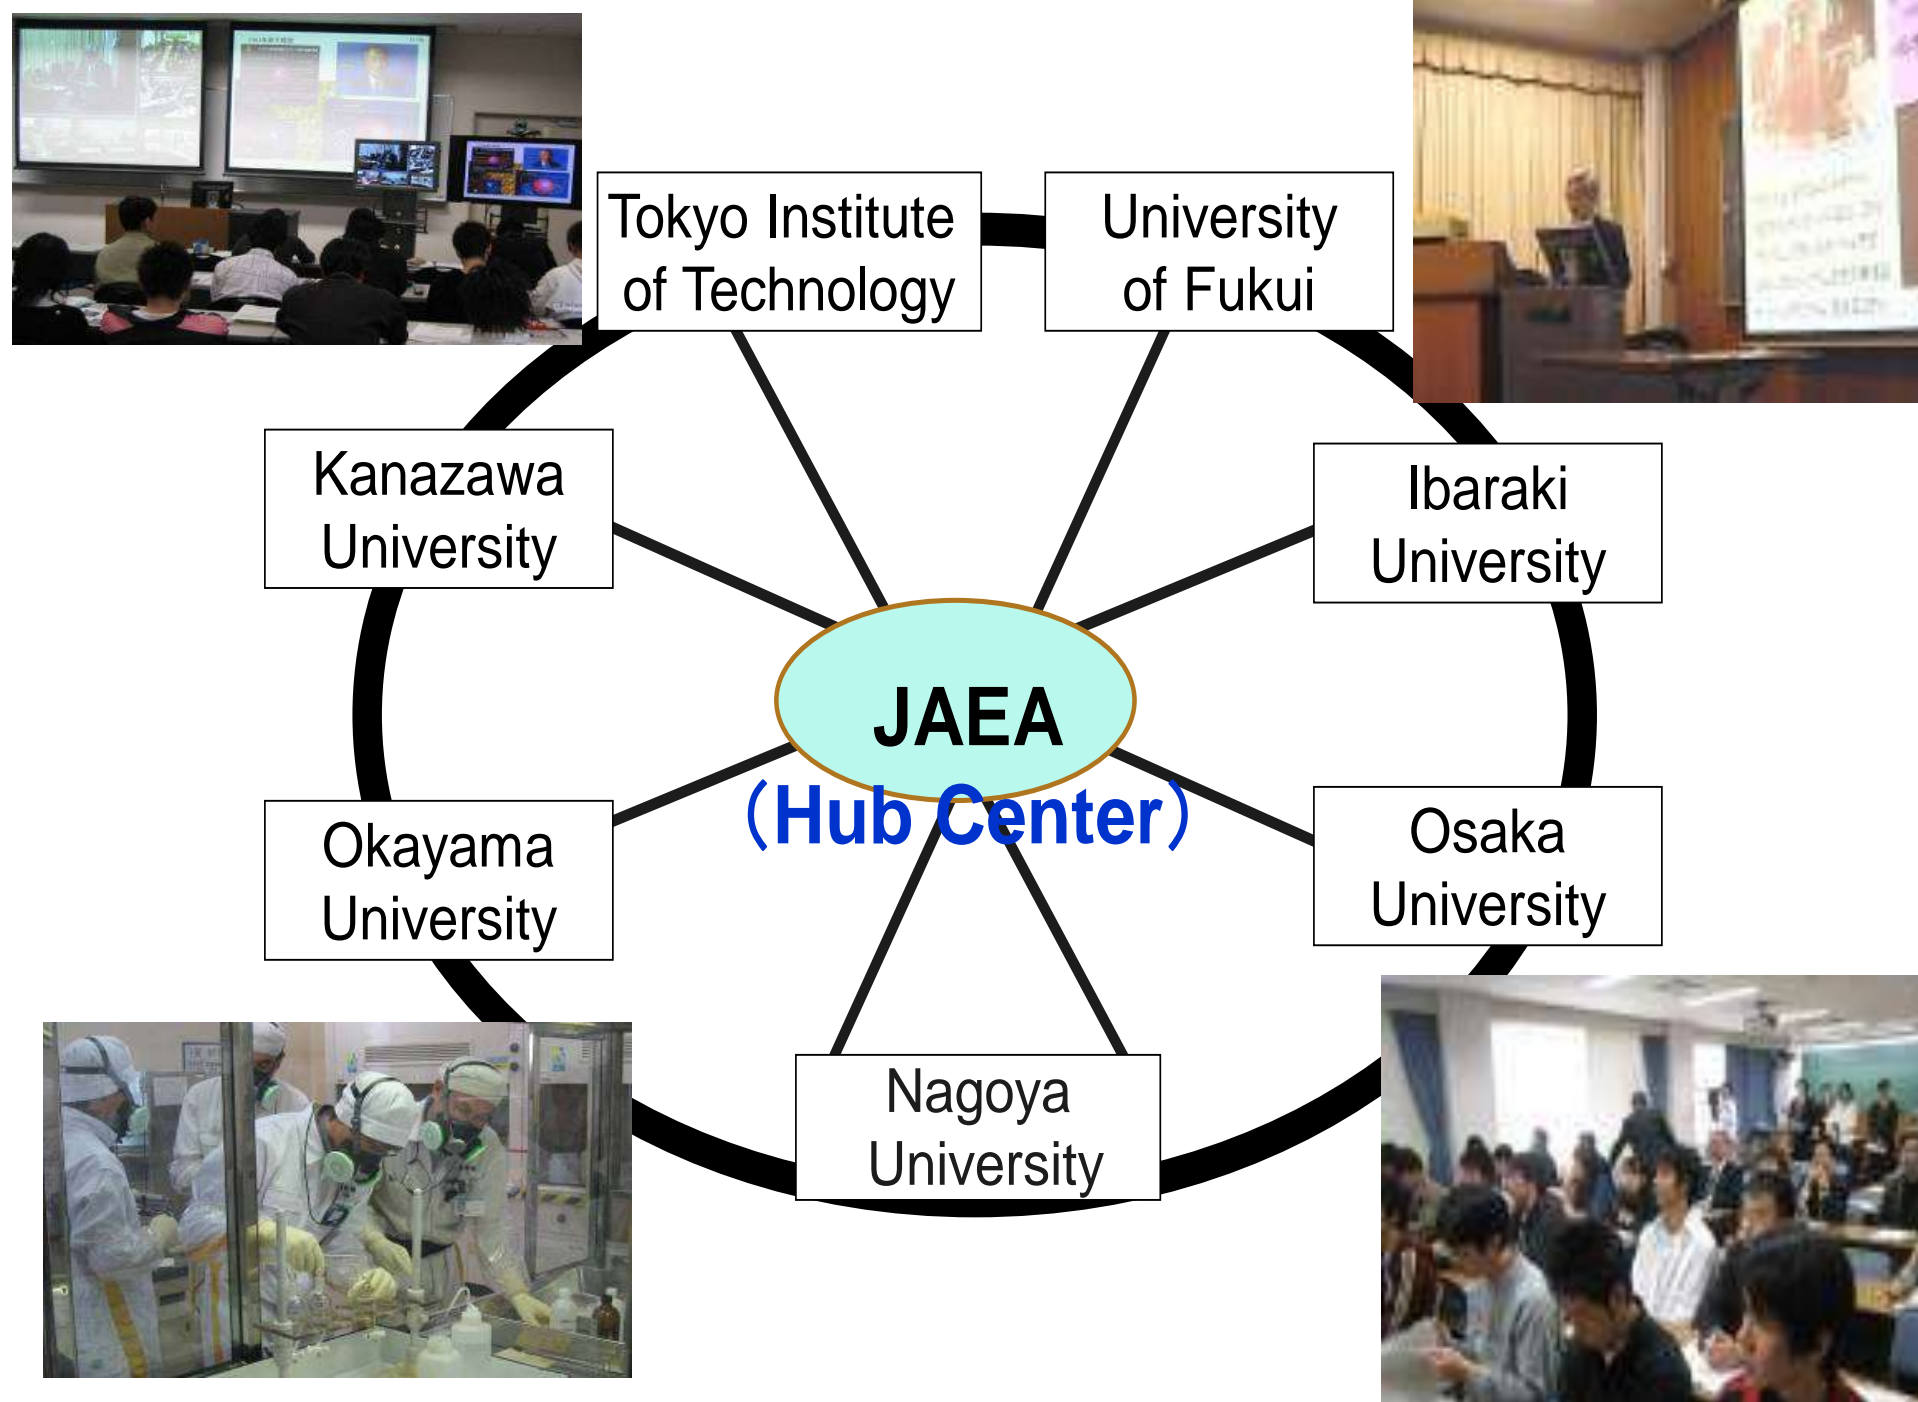 Tokyo Institute
of Technology
University
of Fukui
Kanazawa
University
Ibaraki
University
JAEA
（Hub Center）
Okayama
University
Osaka
University
Nagoya
University